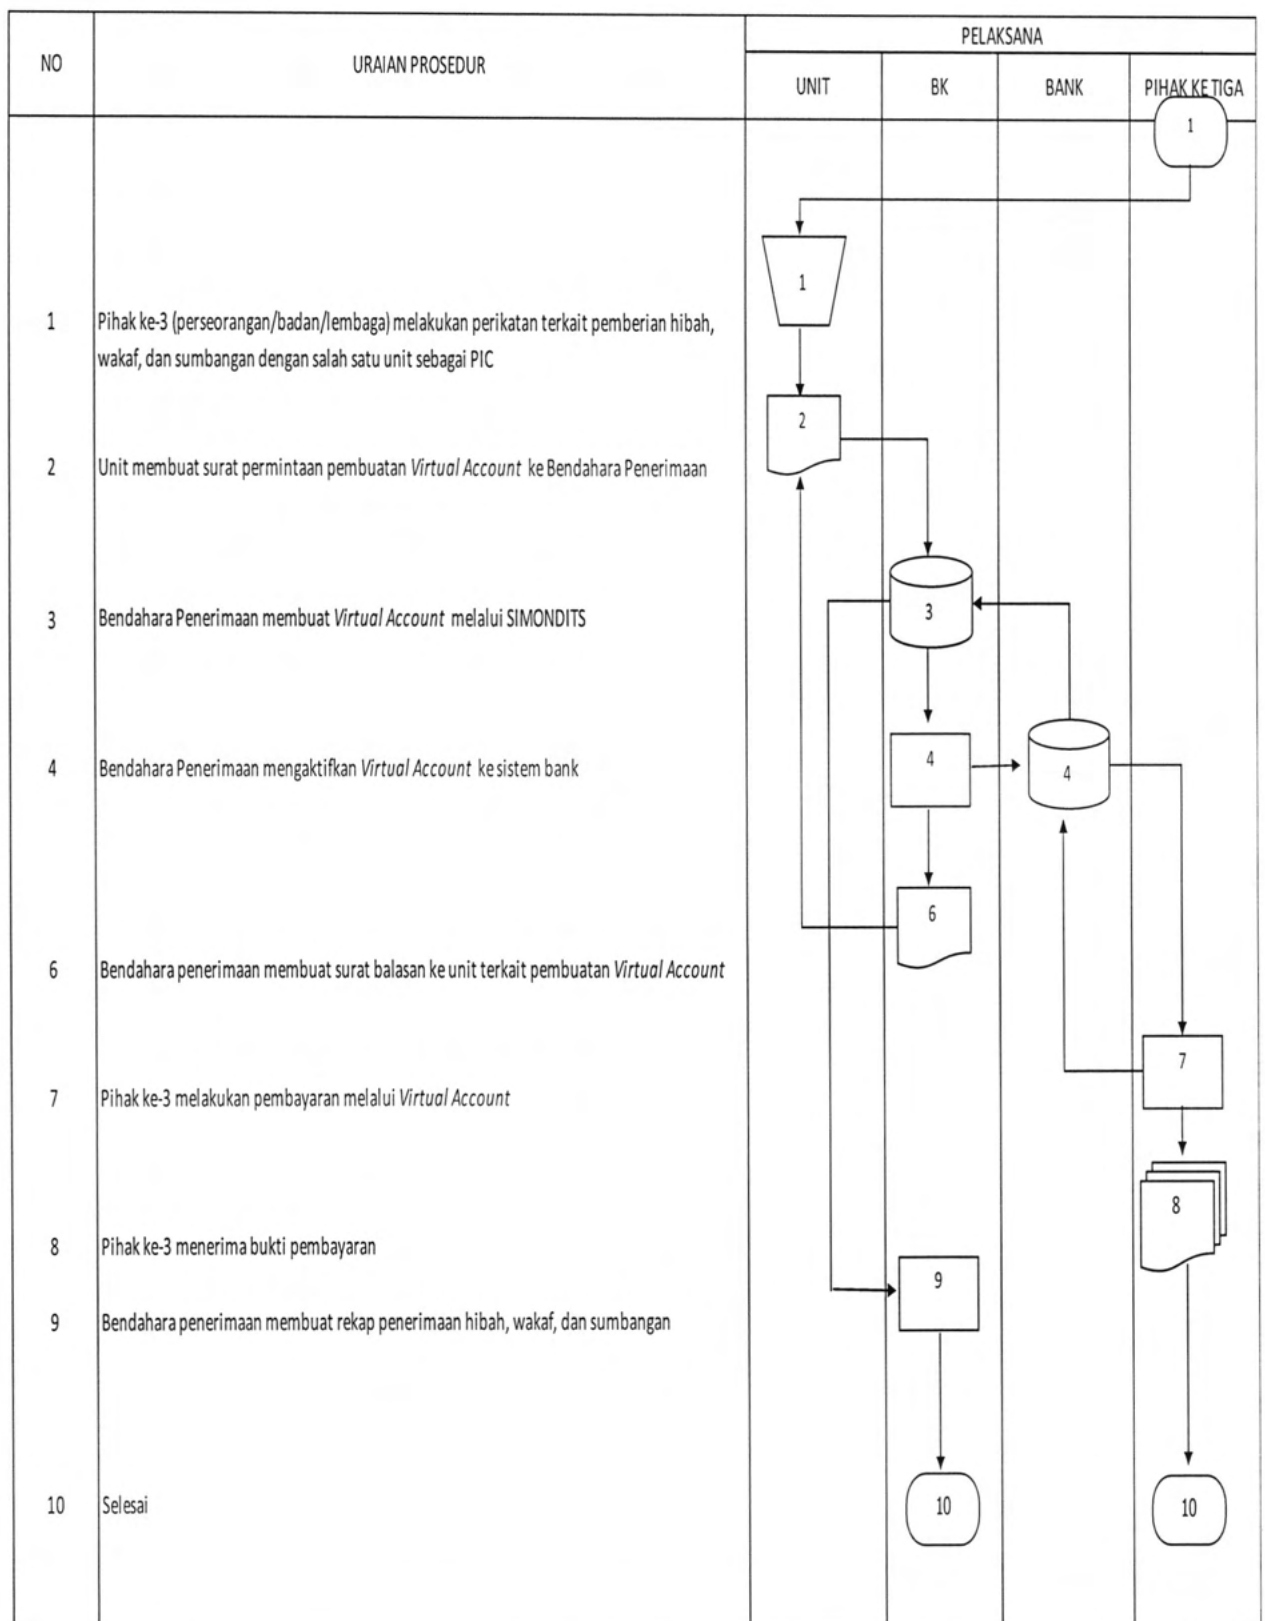 PELAKSANA
NO
URAIAN PROSEDUR
UNIT
BK
BANK
PIHAK KE TIGA
1
1
1
Pihak ke-3 (perseorangan/badan/lembaga) melakukan perikatan terkait pemberian hibah,
wakaf, dan sumbangan dengan salah satu unit sebagai PIC
2
2
Unit membuat surat permintaan pembuatan Virtual Account ke Bendahara Penerimaan
3
Bendahara Penerimaan membuat Virtual Account melalui SIMONDITS
3
4
Bendahara Penerimaan mengaktifkan Virtual Account ke sistem bank
4
4
6
6
Bendahara penerimaan membuat surat balasan ke unit terkait pembuatan Virtual Account
7
7
Pihak ke-3 melakukan pembayaran melalui Virtual Account
8
8
Pihak ke-3 menerima bukti pembayaran
9
9
Bendahara penerimaan membuat rekap penerimaan hibah, wakaf, dan sumbangan
10
Selesai
10
10